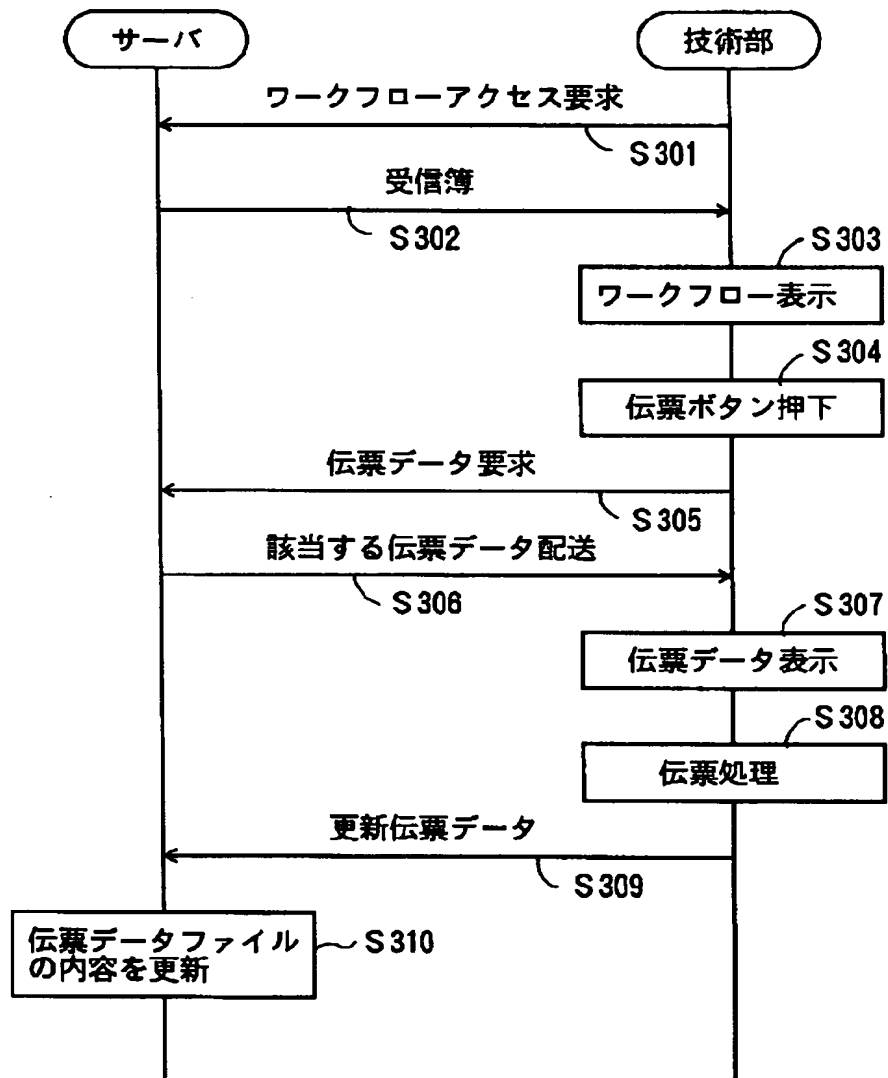 サーバ
技術部
ワークフローアクセス要求
S301
受信簿
S302
S303
ワークフロー表示
S304
伝票ボタン押下
伝票データ要求
S305
該当する伝票データ配送
S306
S307
伝票データ表示
S308
伝票処理
更新伝票データ
S309
伝票データファイル
の内容を更新
S310